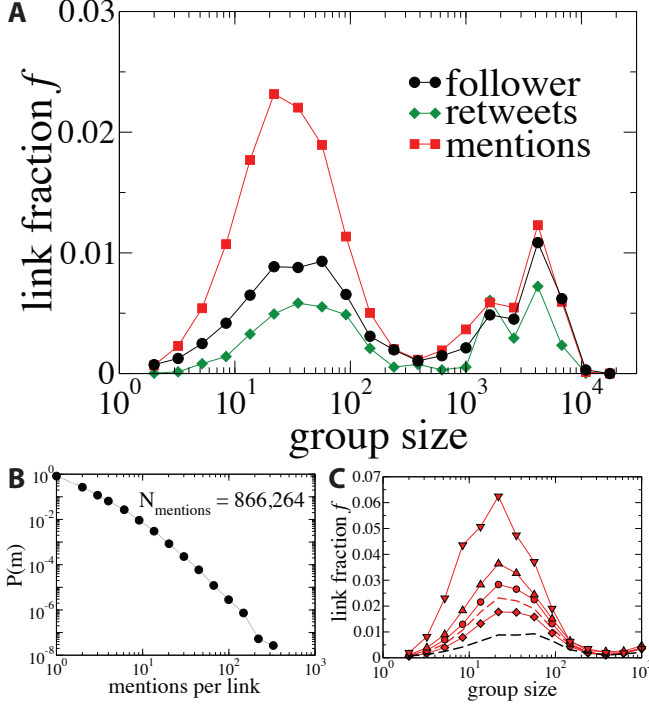 A
link fraction f
0.03
0.02
0.01
0
follower
retweets
mentions
10^0 10^1 10^2 10^3 10^4
group size
B
P(m)
10^0
10^-2
10^-4
10^-6
10^-8
N_mentions = 866,264
10^0 10^1 10^2 10^3
mentions per link
C
link fraction f
0.07
0.06
0.05
0.04
0.03
0.02
0.01
0
10^0 10^1 10^2 10^3
group size